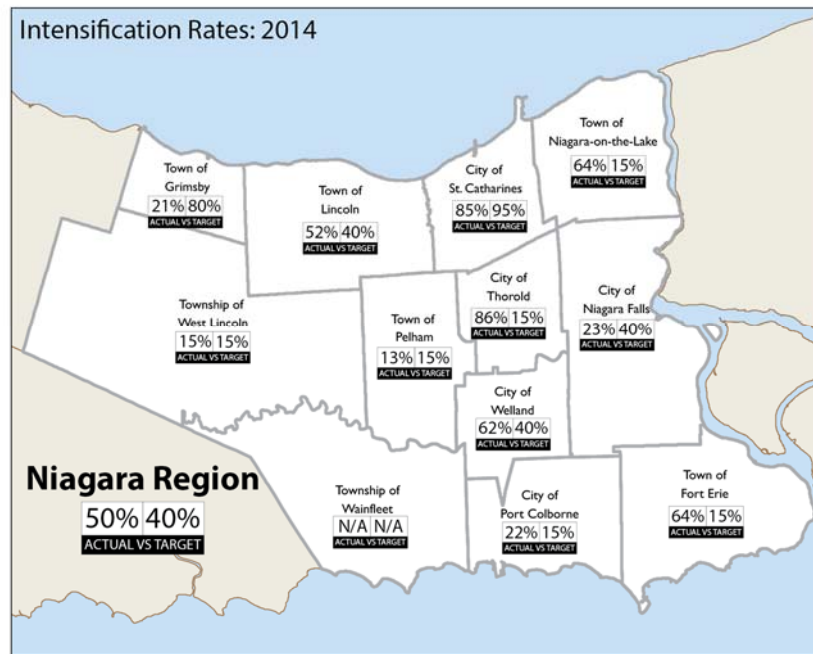 Intensification Rates: 2014
Town of
Niagara-on-the-Lake
64% 15%
ACTUAL VS TARGET
Town of
Grimsby
21% 80%
ACTUAL VS TARGET
Town of
Lincoln
52% 40%
ACTUAL VS TARGET
City of
St. Catharines
85% 95%
ACTUAL VS TARGET
Township of
West Lincoln
15% 15%
ACTUAL VS TARGET
Town of
Pelham
13% 15%
ACTUAL VS TARGET
City of
Thorold
86% 15%
ACTUAL VS TARGET
City of
Niagara Falls
23% 40%
ACTUAL VS TARGET
City of
Welland
62% 40%
ACTUAL VS TARGET
Niagara Region
50% 40%
ACTUAL VS TARGET
Township of
Wainfleet
N/A N/A
ACTUAL VS TARGET
City of
Port Colborne
22% 15%
ACTUAL VS TARGET
Town of
Fort Erie
64% 15%
ACTUAL VS TARGET